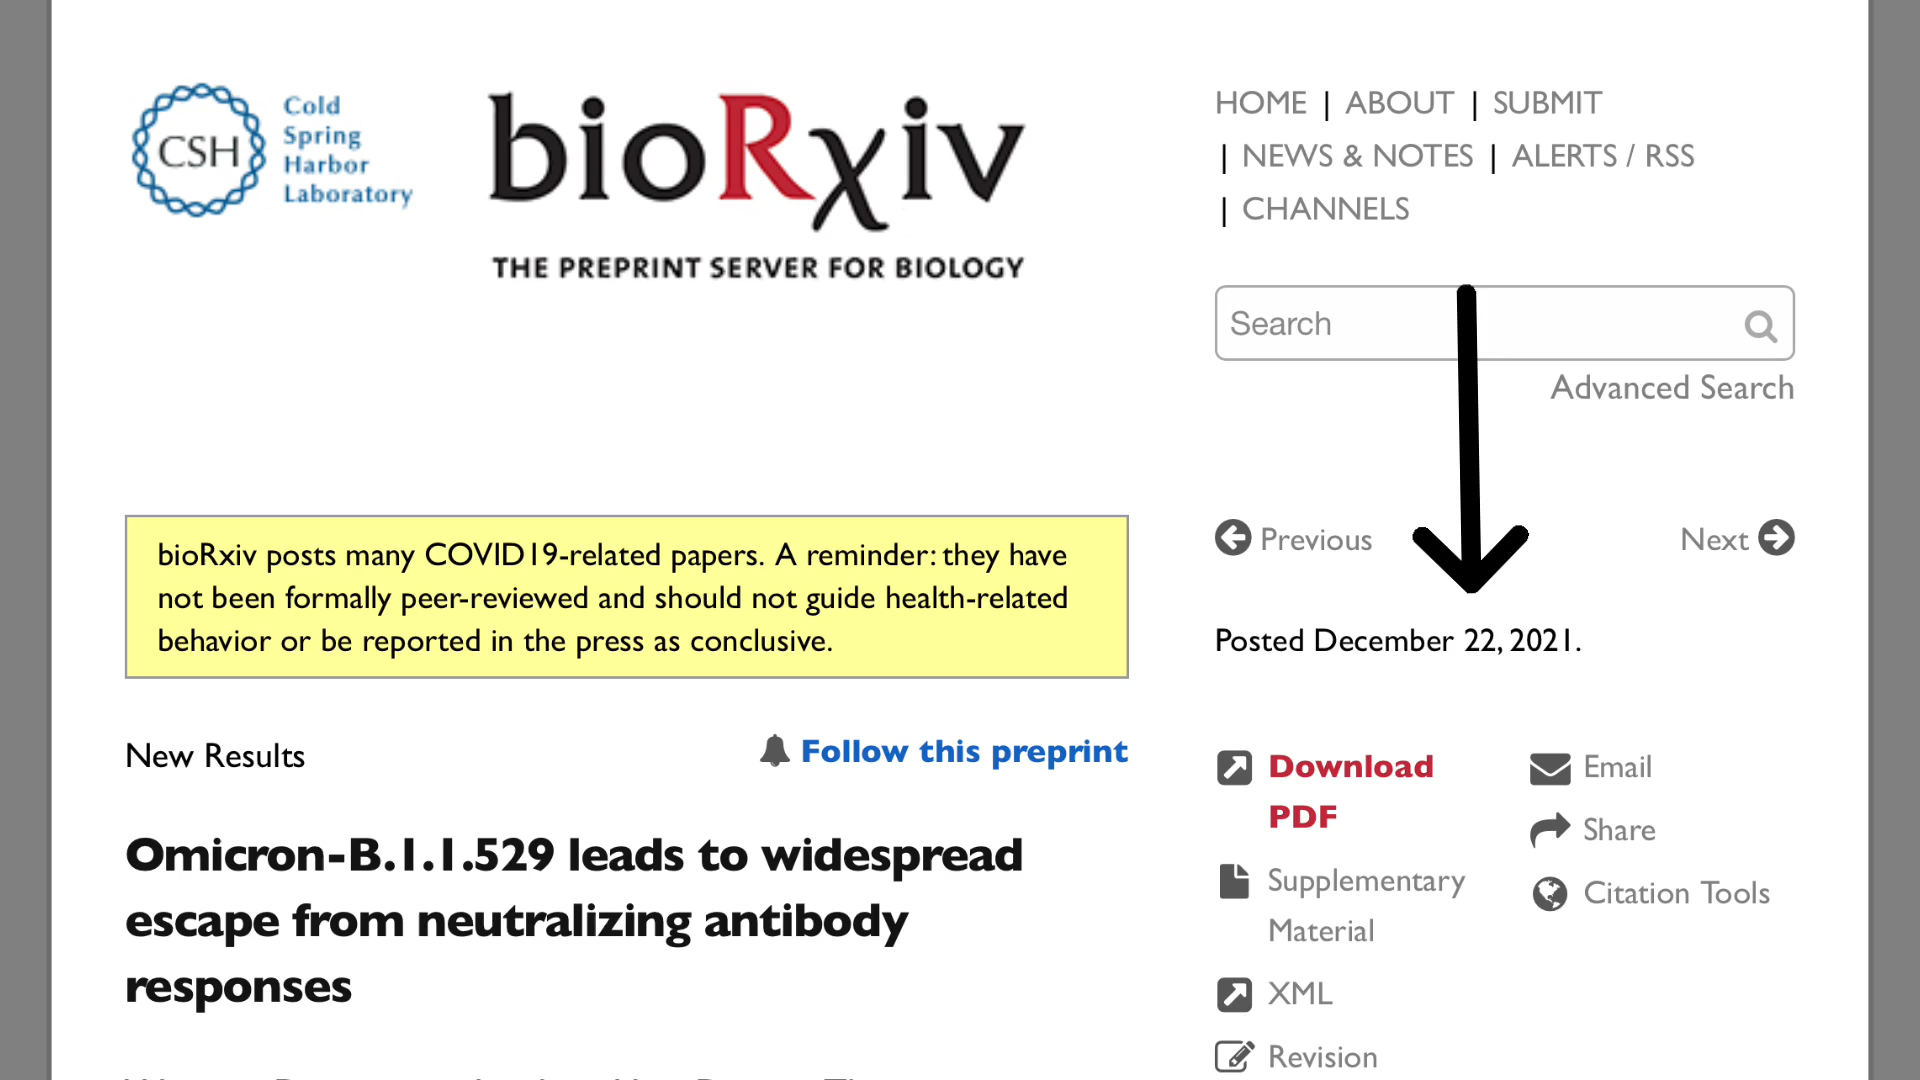 CSH
Cold
Spring
Harbor
Laboratory
bioRxiv
THE PREPRINT SERVER FOR BIOLOGY
HOME | ABOUT | SUBMIT
| NEWS & NOTES | ALERTS / RSS
| CHANNELS
Search
Advanced Search
bioRxiv posts many COVID19-related papers. A reminder: they have
not been formally peer-reviewed and should not guide health-related
behavior or be reported in the press as conclusive.
Previous
Next
Posted December 22, 2021.
New Results
Follow this preprint
Omicron-B.1.1.529 leads to widespread
escape from neutralizing antibody
responses
Download
PDF
Supplementary
Material
XML
Revision
Email
Share
Citation Tools